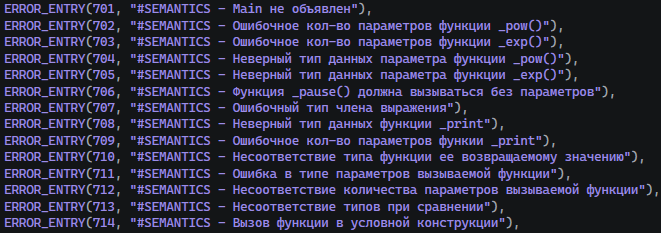 ERROR_ENTRY(701, "#SEMANTICS - Main не объявлен"),
ERROR_ENTRY(702, "#SEMANTICS - Ошибочное кол-во параметров функции _pow()"),
ERROR_ENTRY(703, "#SEMANTICS - Ошибочное кол-во параметров функции _exp()"),
ERROR_ENTRY(704, "#SEMANTICS - Неверный тип данных параметра функции _pow()"),
ERROR_ENTRY(705, "#SEMANTICS - Неверный тип данных параметра функции _exp()"),
ERROR_ENTRY(706, "#SEMANTICS - Функция _pause() должна вызываться без параметров"),
ERROR_ENTRY(707, "#SEMANTICS - Ошибочный тип члена выражения"),
ERROR_ENTRY(708, "#SEMANTICS - Неверный тип данных функции _print"),
ERROR_ENTRY(709, "#SEMANTICS - Ошибочное кол-во параметров функнии _print"),
ERROR_ENTRY(710, "#SEMANTICS - Несоответствие типа функции ее возвращаемому значению"),
ERROR_ENTRY(711, "#SEMANTICS - Ошибка в типе параметров вызываемой функции"),
ERROR_ENTRY(712, "#SEMANTICS - Несоответствие количества параметров вызываемой функции"),
ERROR_ENTRY(713, "#SEMANTICS - Несоответствие типов при сравнении"),
ERROR_ENTRY(714, "#SEMANTICS - Вызов функции в условной конструкции"),